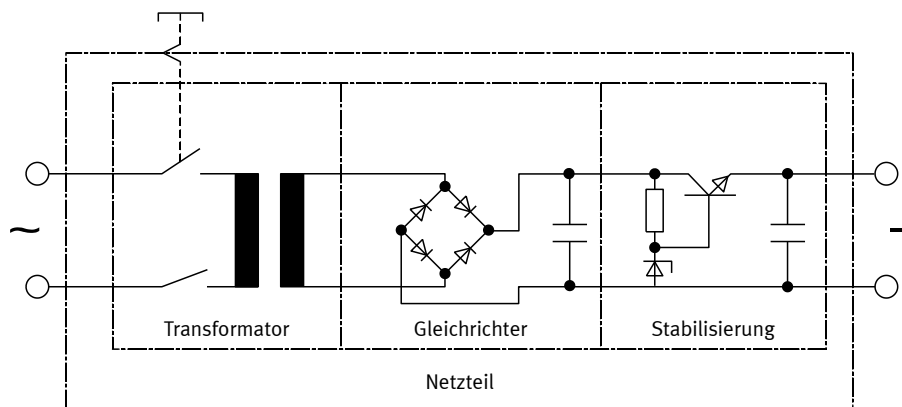 ~
-
Transformator
Gleichrichter
Stabilisierung
Netzteil